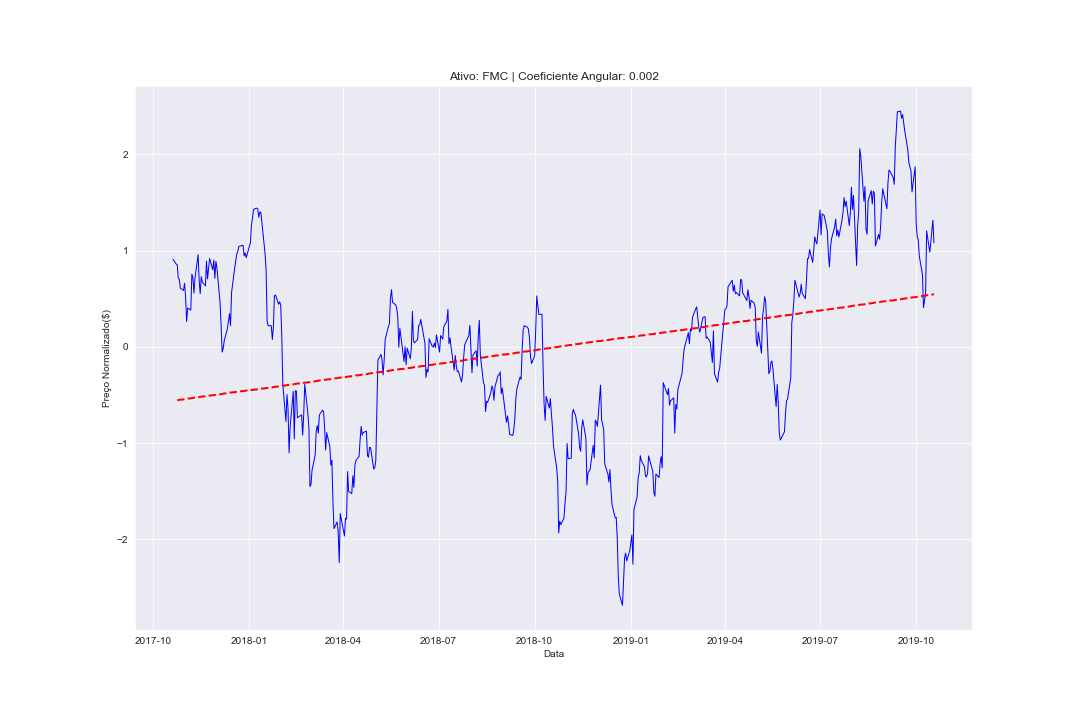 Ativo: FMC | Coeficiente Angular: 0.002
2
1
0
−1
−2
Preço Normalizado($)
2017-10 2018-01 2018-04 2018-07 2018-10 2019-01 2019-04 2019-07 2019-10
Data